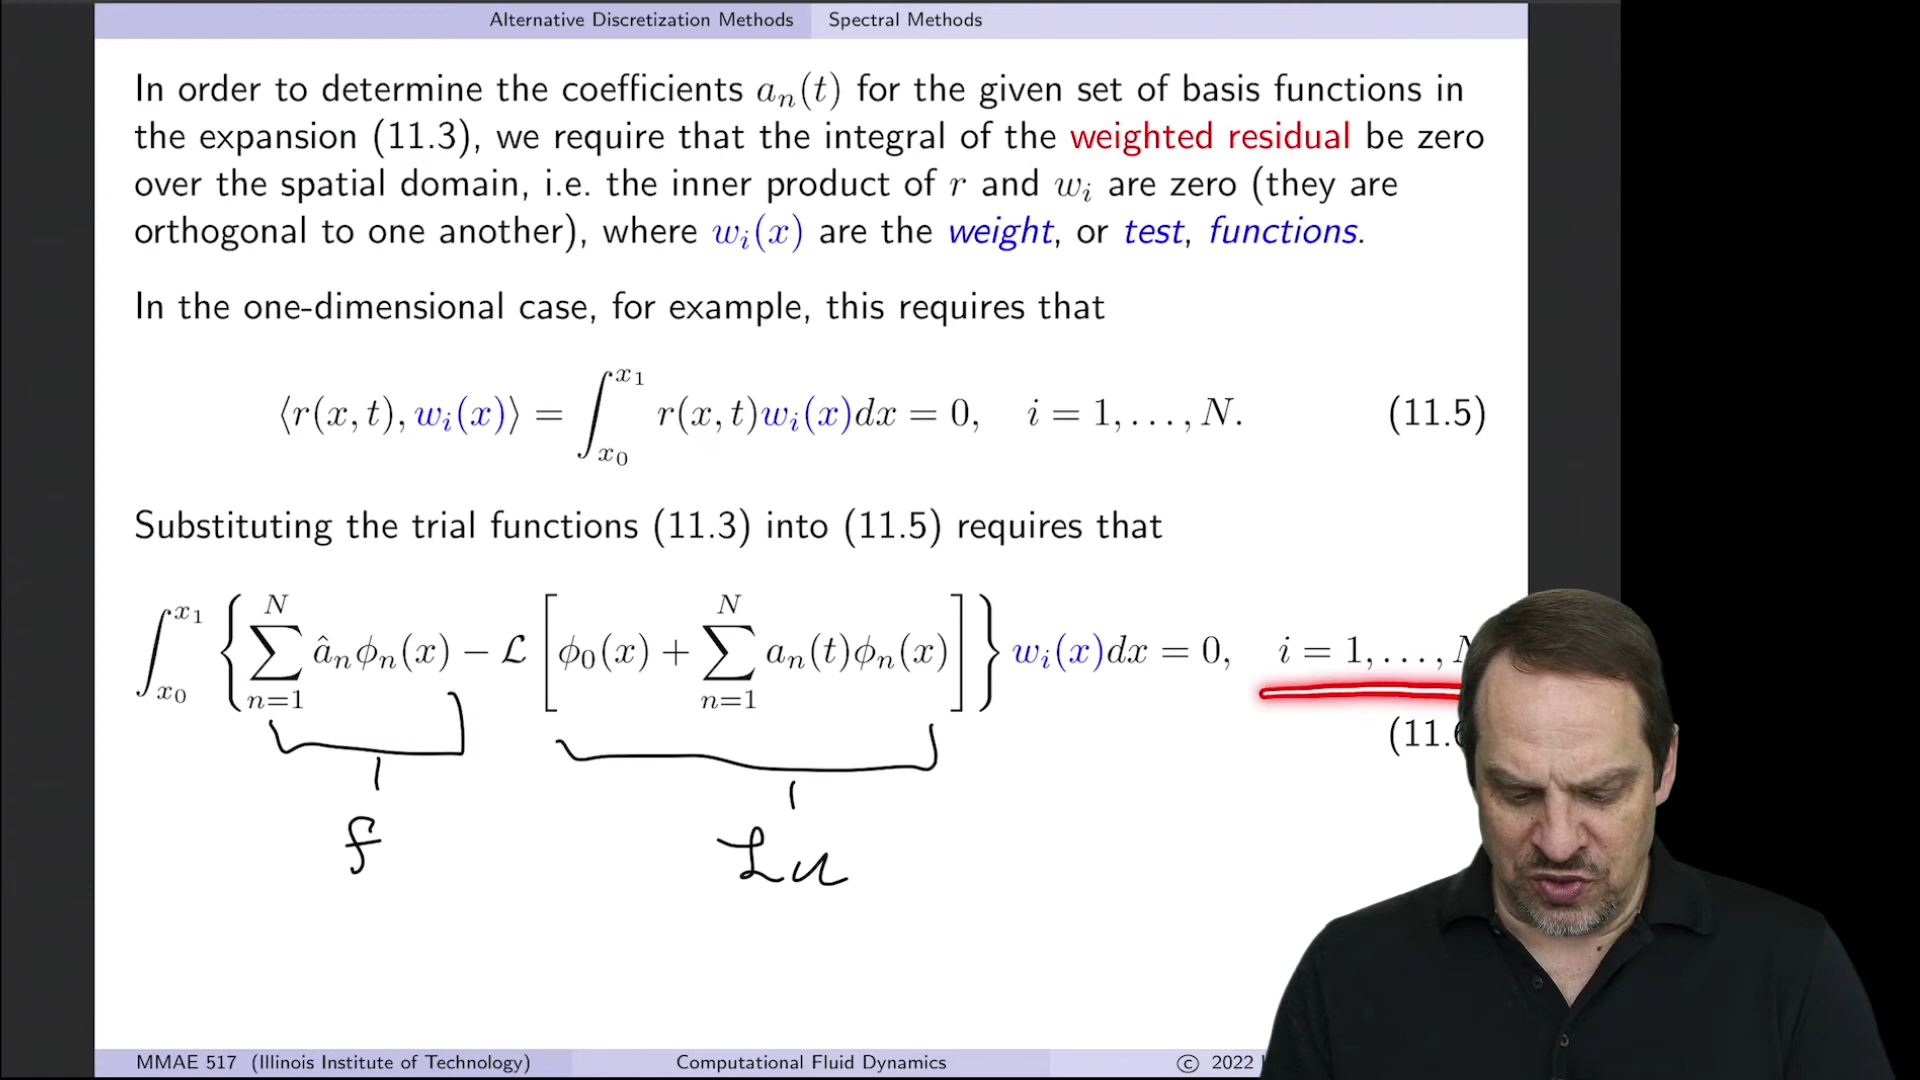 Alternative Discretization Methods Spectral Methods
In order to determine the coefficients aₙ(t) for the given set of basis functions in
the expansion (11.3), we require that the integral of the weighted residual be zero
over the spatial domain, i.e. the inner product of r and wᵢ are zero (they are
orthogonal to one another), where wᵢ(x) are the weight, or test, functions.
In the one-dimensional case, for example, this requires that
⟨r(x, t), wᵢ(x)⟩ = ∫_{x₀}^{x₁} r(x, t)wᵢ(x)dx = 0, i = 1, . . . , N. (11.5)
Substituting the trial functions (11.3) into (11.5) requires that
∫_{x₀}^{x₁} { ∑_{n=1}^{N} âₙϕₙ(x) − ℒ [ ϕ₀(x) + ∑_{n=1}^{N} aₙ(t)ϕₙ(x) ] } wᵢ(x)dx = 0, i = 1, . . . ,
(11.
f ℒu
MMAE 517 (Illinois Institute of Technology) Computational Fluid Dynamics © 2022